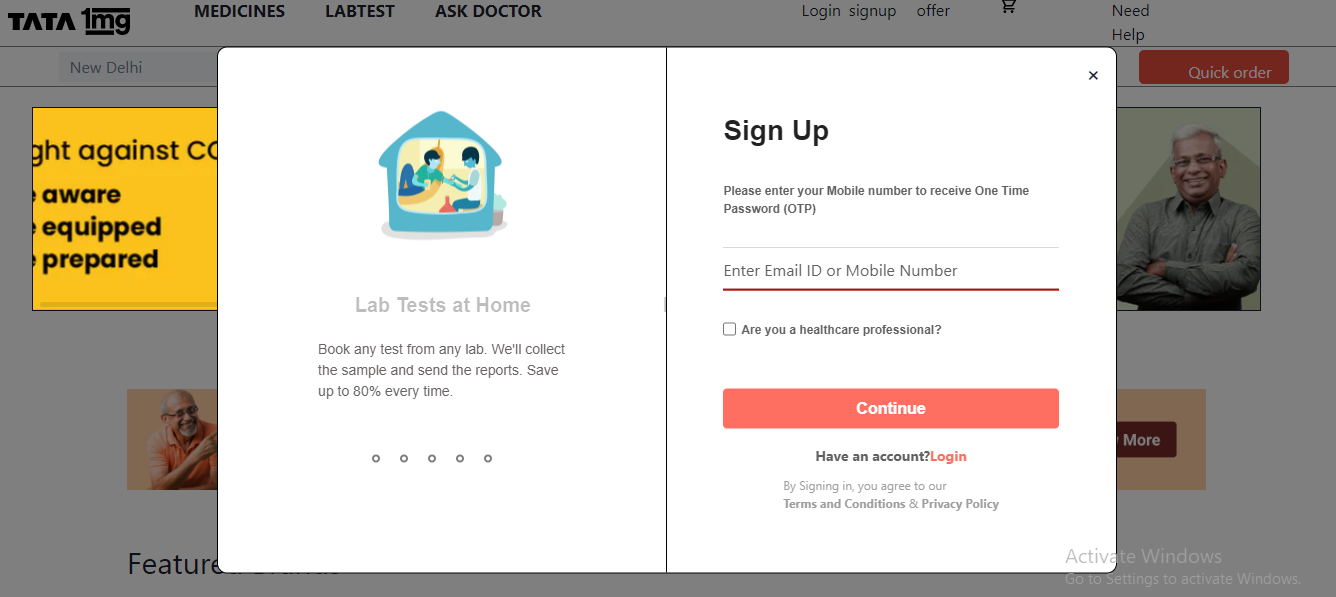 TATA 1mg
MEDICINES
LABTEST
ASK DOCTOR
Login signup
offer
Need
Help
New Delhi
Quick order
ght against CO
aware
equipped
prepared
×
Sign Up
Please enter your Mobile number to receive One Time
Password (OTP)
Enter Email ID or Mobile Number
Are you a healthcare professional?
Continue
Have an account?Login
By Signing in, you agree to our
Terms and Conditions & Privacy Policy
Lab Tests at Home
Book any test from any lab. We'll collect
the sample and send the reports. Save
up to 80% every time.
More
Featured Brands
Activate Windows
Go to Settings to activate Windows.